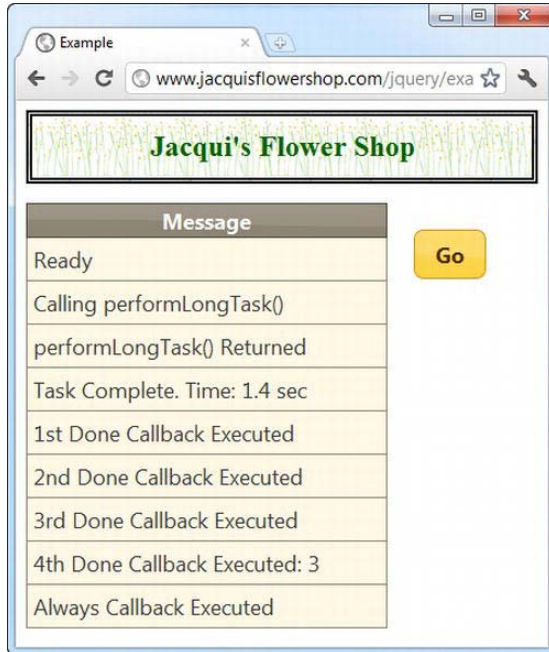 Example
www.jacquisflowershop.com/jquery/exa
Jacqui's Flower Shop
Message
Ready
Go
Calling performLongTask()
performLongTask() Returned
Task Complete. Time: 1.4 sec
1st Done Callback Executed
2nd Done Callback Executed
3rd Done Callback Executed
4th Done Callback Executed: 3
Always Callback Executed